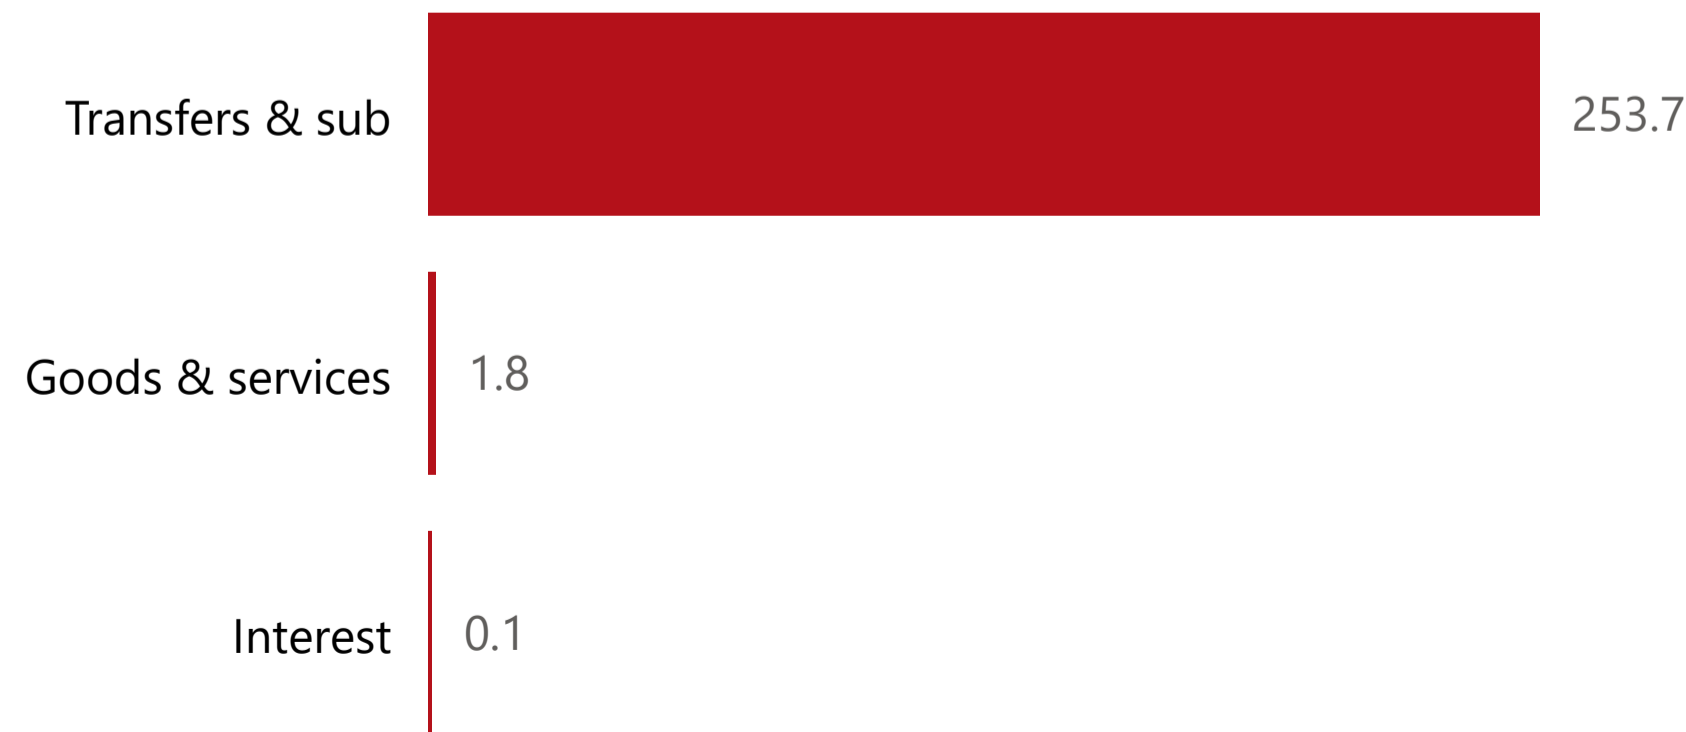 Transfers & sub 253.7
Goods & services 1.8
Interest 0.1